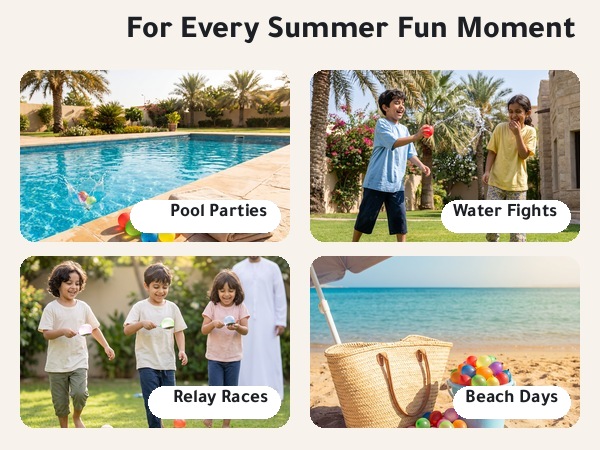 For Every Summer Fun Moment
Pool Parties
Water Fights
Relay Races
Beach Days